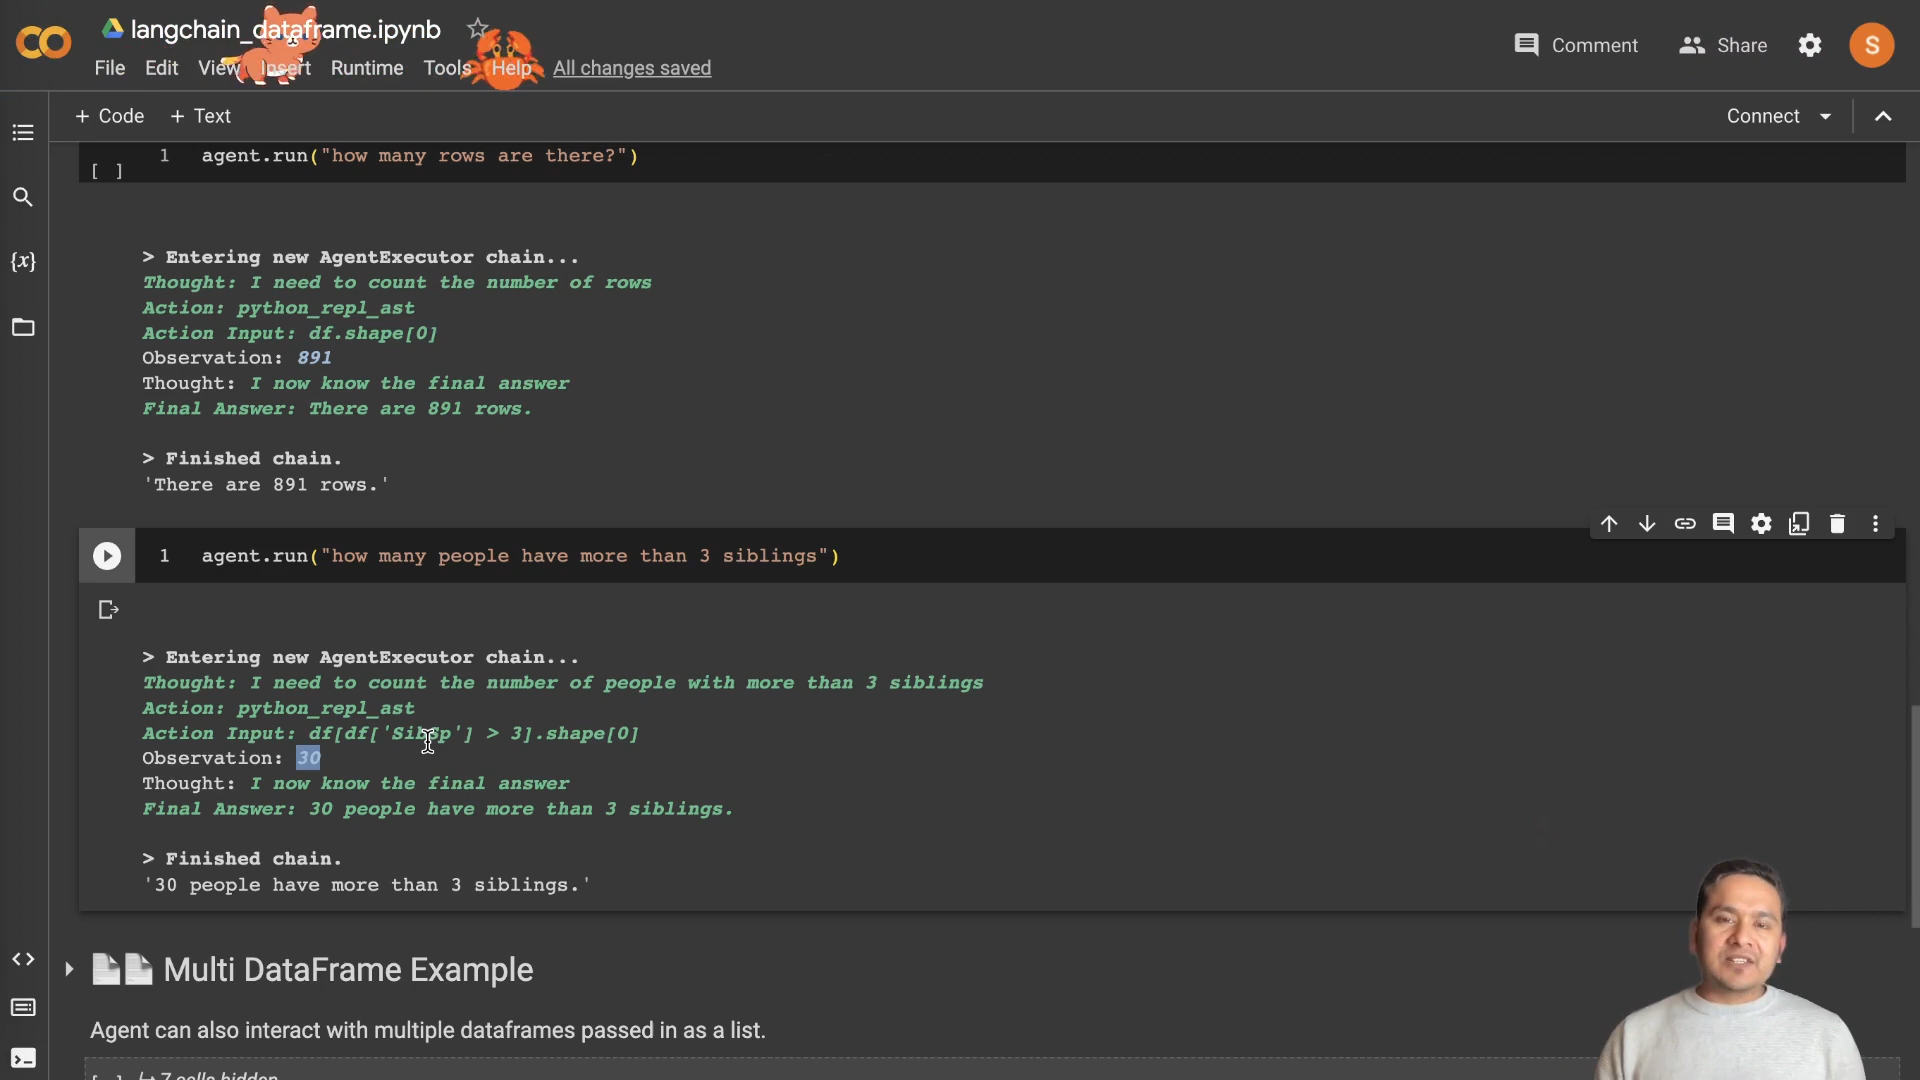 langchain_dataframe.ipynb
File Edit View Insert Runtime Tools Help All changes saved
Comment Share S
+ Code + Text
Connect
[ ] 1 agent.run("how many rows are there?")
{x}
> Entering new AgentExecutor chain...
Thought: I need to count the number of rows
Action: python_repl_ast
Action Input: df.shape[0]
Observation: 891
Thought: I now know the final answer
Final Answer: There are 891 rows.
> Finished chain.
'There are 891 rows.'
1 agent.run("how many people have more than 3 siblings")
> Entering new AgentExecutor chain...
Thought: I need to count the number of people with more than 3 siblings
Action: python_repl_ast
Action Input: df[df['SibSp'] > 3].shape[0]
Observation: 30
Thought: I now know the final answer
Final Answer: 30 people have more than 3 siblings.
> Finished chain.
'30 people have more than 3 siblings.'
Multi DataFrame Example
Agent can also interact with multiple dataframes passed in as a list.
[ ] ↳ 7 cells hidden